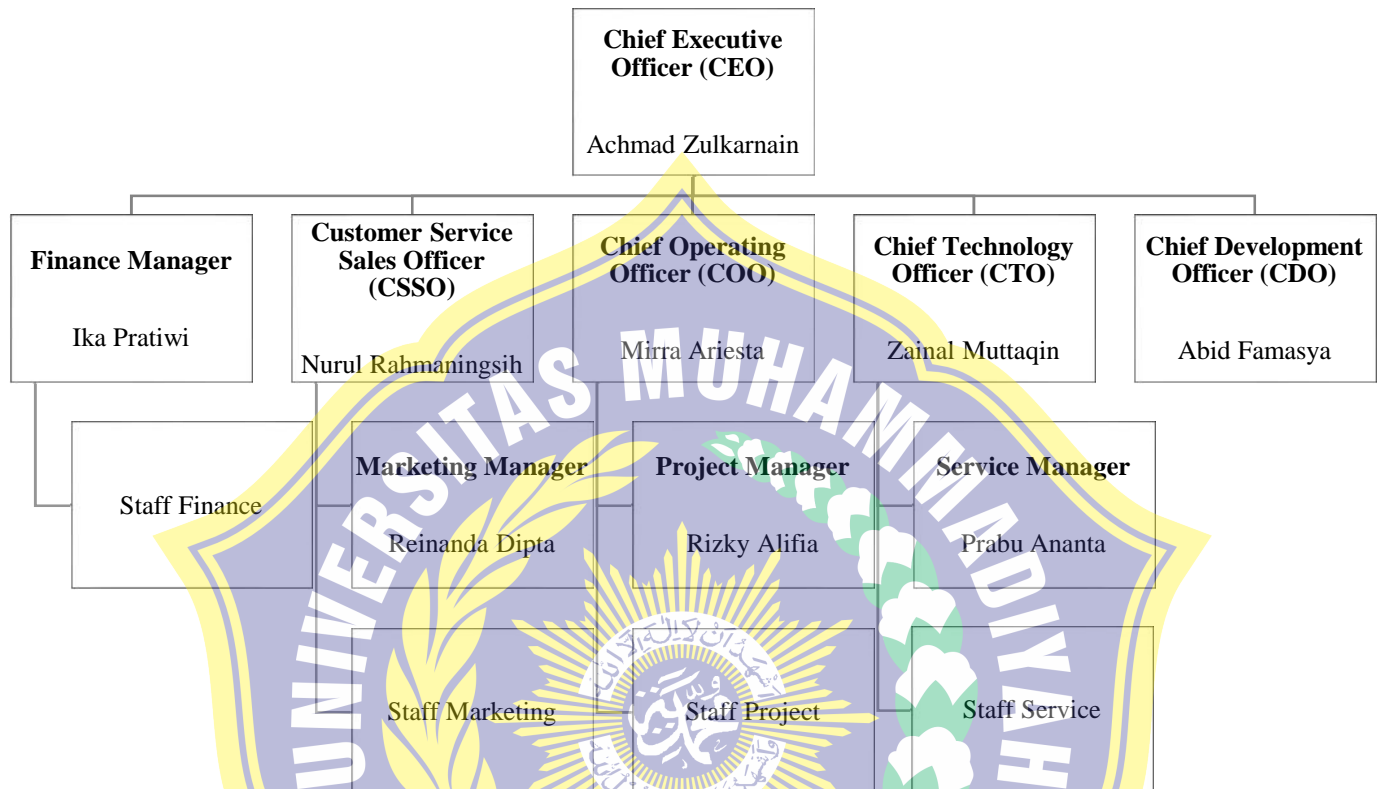 Chief Executive
Officer (CEO)
Achmad Zulkarnain
Finance Manager
Ika Pratiwi
Customer Service
Sales Officer
(CSSO)
Nurul Rahmaningsih
Chief Operating
Officer (COO)
Mirra Ariesta
Chief Technology
Officer (CTO)
Zainal Muttaqin
Chief Development
Officer (CDO)
Abid Famasya
Staff Finance
Marketing Manager
Reinanda Dipta
Project Manager
Rizky Alifia
Service Manager
Prabu Ananta
Staff Marketing
Staff Project
Staff Service
UNIVERSITAS MUHAMMADIYAH